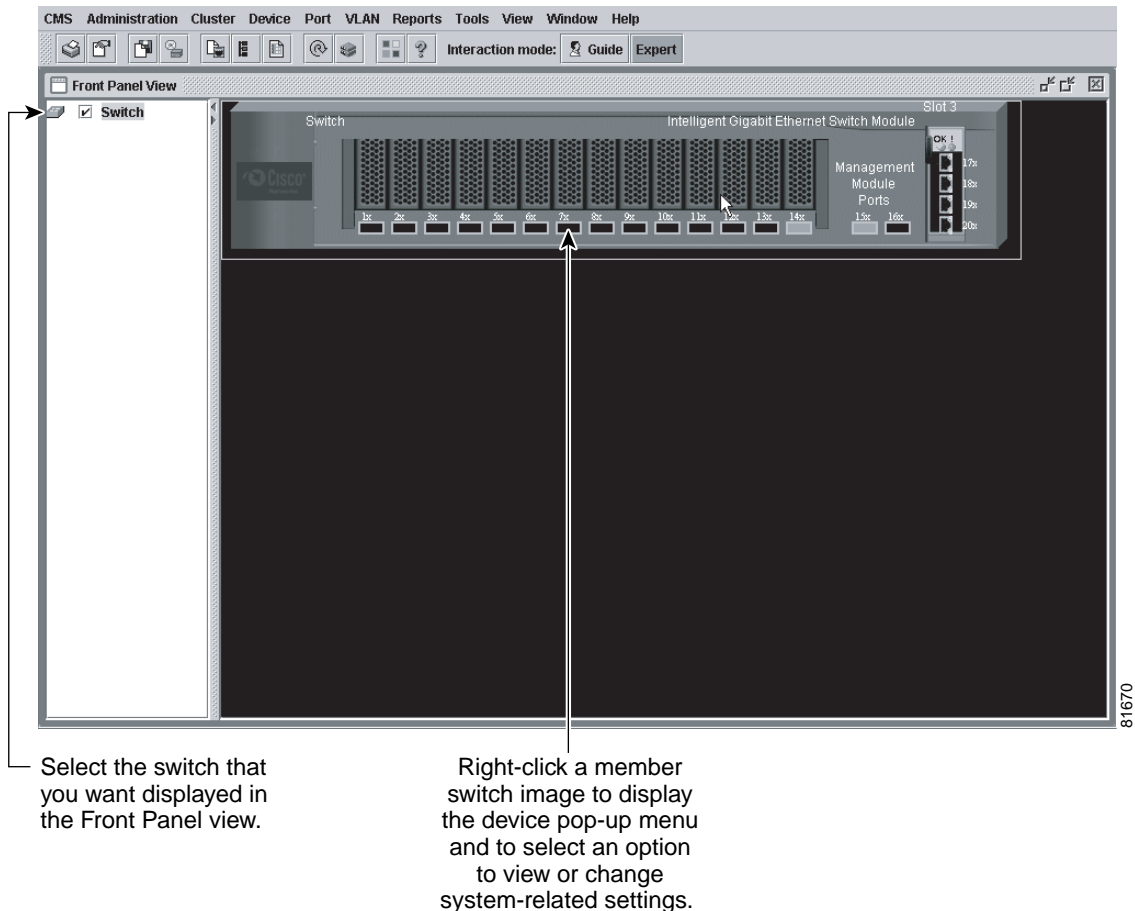 CMS Administration Cluster Device Port VLAN Reports Tools View Window Help
Interaction mode: Guide Expert
Front Panel View
Switch
Slot 3
Switch Intelligent Gigabit Ethernet Switch Module
OK !
CISCO
Management
Module
Ports
1x 2x 3x 4x 5x 6x 7x 8x 9x 10x 11x 12x 13x 14x 15x 16x
17x
18x
19x
20x
81670
Select the switch that
you want displayed in
the Front Panel view.
Right-click a member
switch image to display
the device pop-up menu
and to select an option
to view or change
system-related settings.